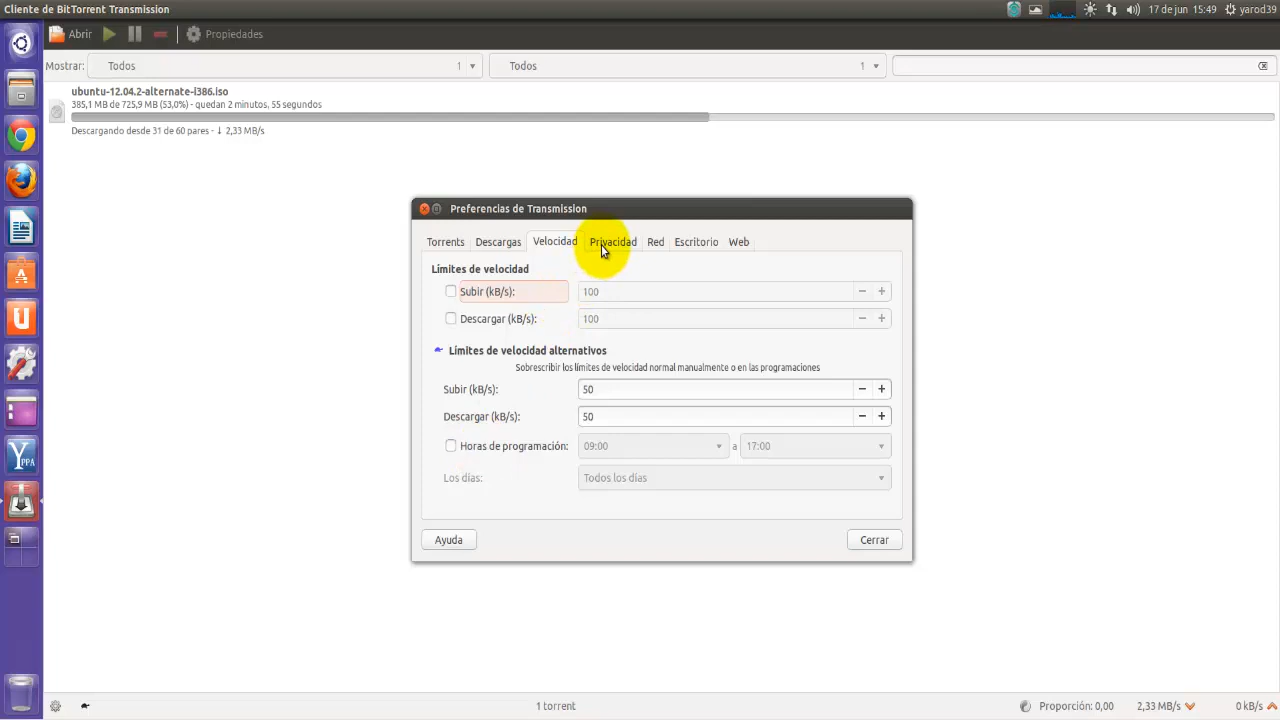 Cliente de BitTorrent Transmission
17 de jun 15:49 yarod39
Abrir Propiedades
Mostrar: Todos 1 Todos 1
ubuntu-12.04.2-alternate-i386.iso
385,1 MB de 725,9 MB (53,0%) - quedan 2 minutos, 55 segundos
Descargando desde 31 de 60 pares - ↓ 2,33 MB/s
Preferencias de Transmission
Torrents Descargas Velocidad Privacidad Red Escritorio Web
Límites de velocidad
Subir (kB/s): 100
Descargar (kB/s): 100
Límites de velocidad alternativos
Sobrescribir los límites de velocidad normal manualmente o en las programaciones
Subir (kB/s): 50
Descargar (kB/s): 50
Horas de programación: 09:00 a 17:00
Los días: Todos los días
Ayuda Cerrar
YPPA
1 torrent Proporción: 0,00 2,33 MB/s 0 kB/s